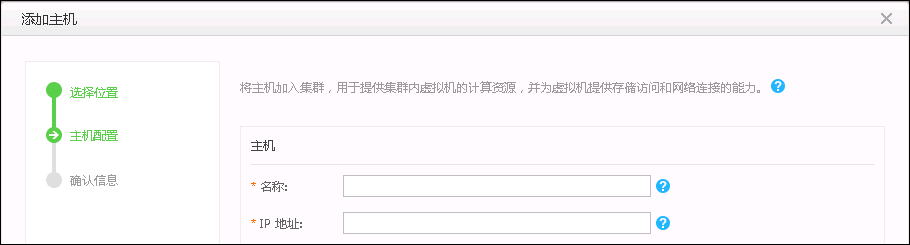 添加主机
选择位置
主机配置
确认信息
将主机加入集群，用于提供集群内虚拟机的计算资源，并为虚拟机提供存储访问和网络连接的能力。
主机
* 名称:
* IP 地址: